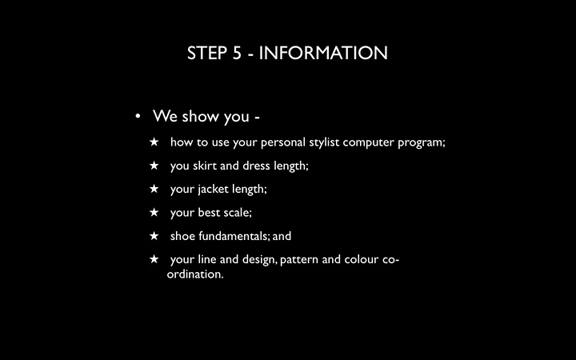 STEP 5 - INFORMATION
• We show you -
★ how to use your personal stylist computer program;
★ you skirt and dress length;
★ your jacket length;
★ your best scale;
★ shoe fundamentals; and
★ your line and design, pattern and colour co-
ordination.